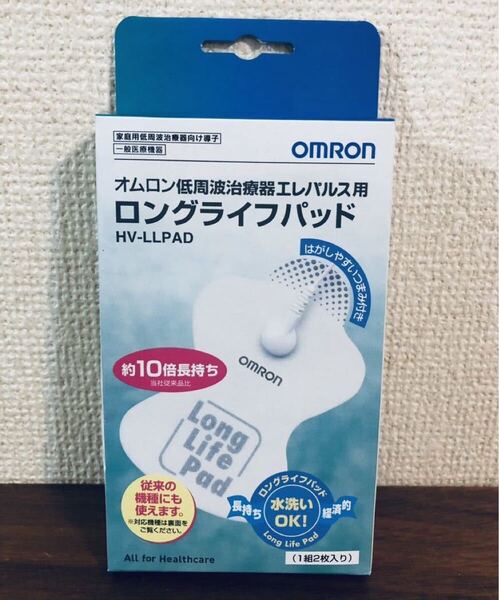 家庭用低周波治療器向け導子
一般医療機器
OMRON
オムロン低周波治療器エレパルス用
ロングライフパッド
HV-LLPAD
はがしやすいつまみ付き
OMRON
約10倍長持ち
当社従来品比
Long
Life
Pad
従来の
機種にも
使えます。
※対応機種は裏面を
ご覧ください。
ロングライフパッド
長持ち
水洗い
OK!
経済的
Long Life Pad
All for Healthcare
(1組2枚入り)